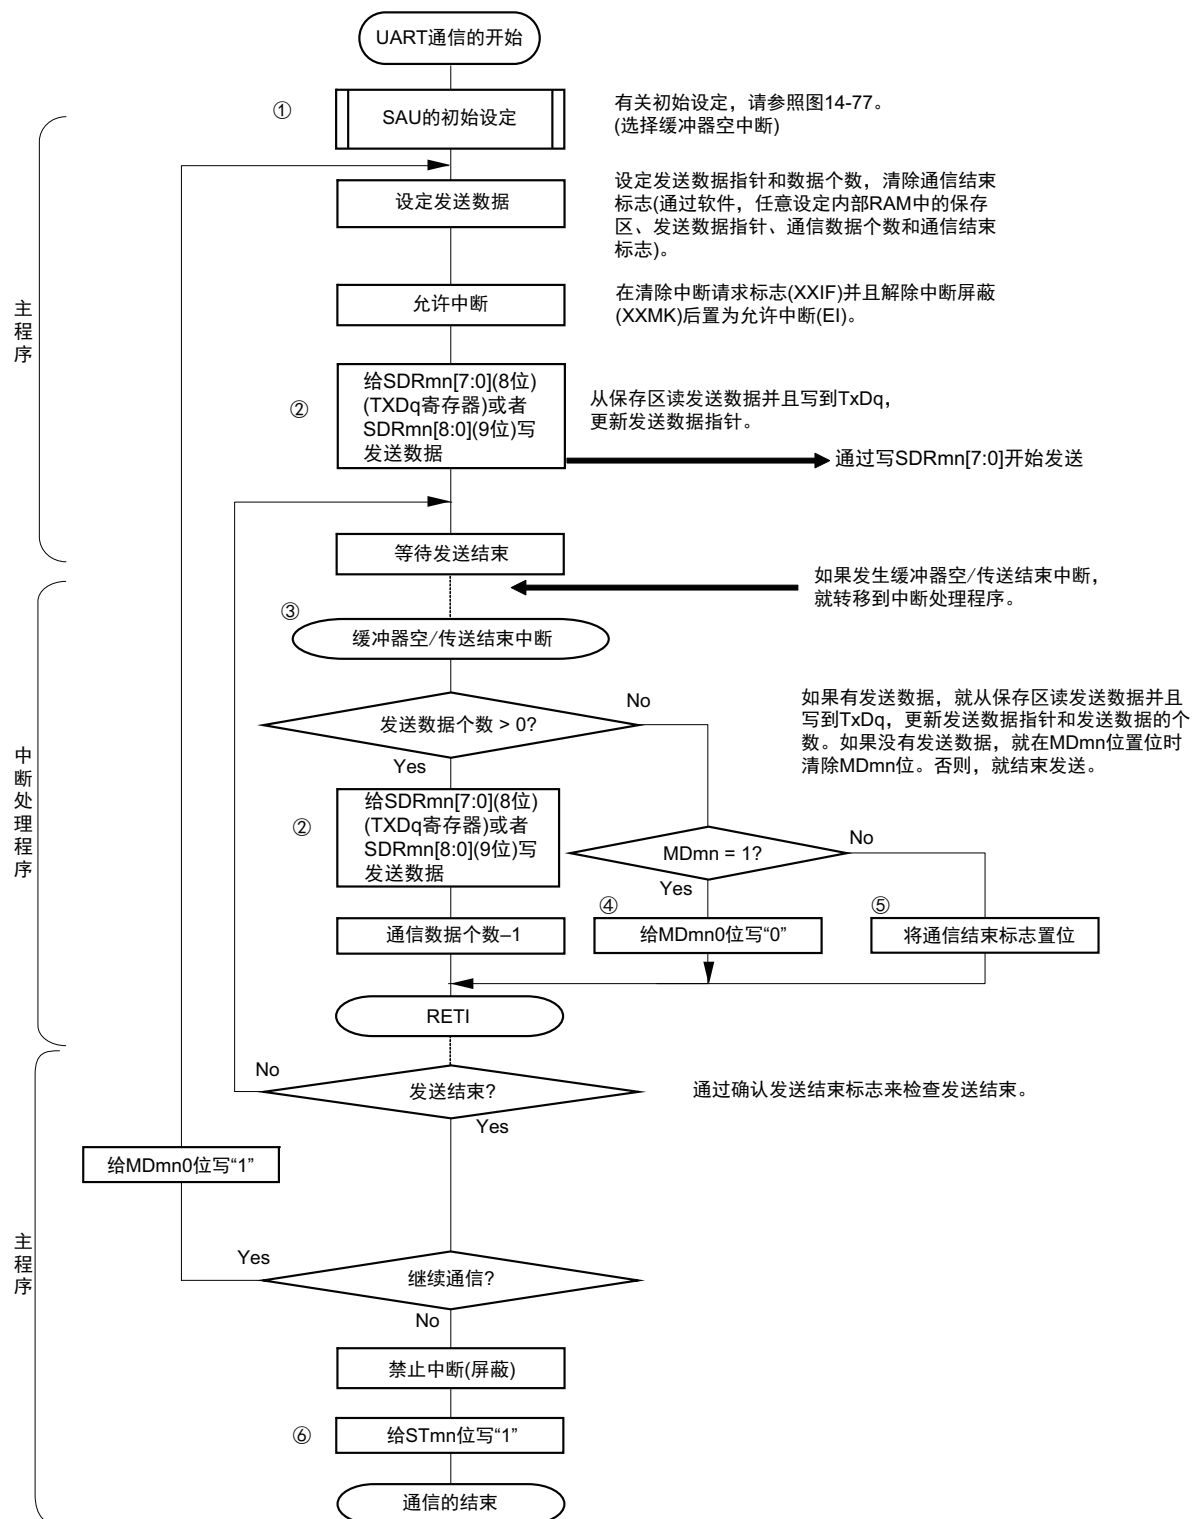 UART通信的开始
①
SAU的初始设定
有关初始设定，请参照图14-77。
(选择缓冲器空中断)
设定发送数据
设定发送数据指针和数据个数，清除通信结束
标志(通过软件，任意设定内部RAM中的保存
区、发送数据指针、通信数据个数和通信结束
标志)。
主程序
允许中断
在清除中断请求标志(XXIF)并且解除中断屏蔽
(XXMK)后置为允许中断(EI)。
②
给SDRmn[7:0](8位)
(TXDq寄存器)或者
SDRmn[8:0](9位)写
发送数据
从保存区读发送数据并且写到TxDq，
更新发送数据指针。
通过写SDRmn[7:0]开始发送
等待发送结束
如果发生缓冲器空/传送结束中断，
就转移到中断处理程序。
③
缓冲器空/传送结束中断
中断处理程序
发送数据个数 > 0?
No
Yes
如果有发送数据，就从保存区读发送数据并且
写到TxDq，更新发送数据指针和发送数据的个
数。如果没有发送数据，就在MDmn位置位时
清除MDmn位。否则，就结束发送。
②
给SDRmn[7:0](8位)
(TXDq寄存器)或者
SDRmn[8:0](9位)写
发送数据
MDmn = 1?
No
Yes
通信数据个数–1
④
给MDmn0位写“0”
⑤
将通信结束标志置位
RETI
No
发送结束?
Yes
通过确认发送结束标志来检查发送结束。
给MDmn0位写“1”
主程序
Yes
继续通信?
No
禁止中断(屏蔽)
⑥
给STmn位写“1”
通信的结束